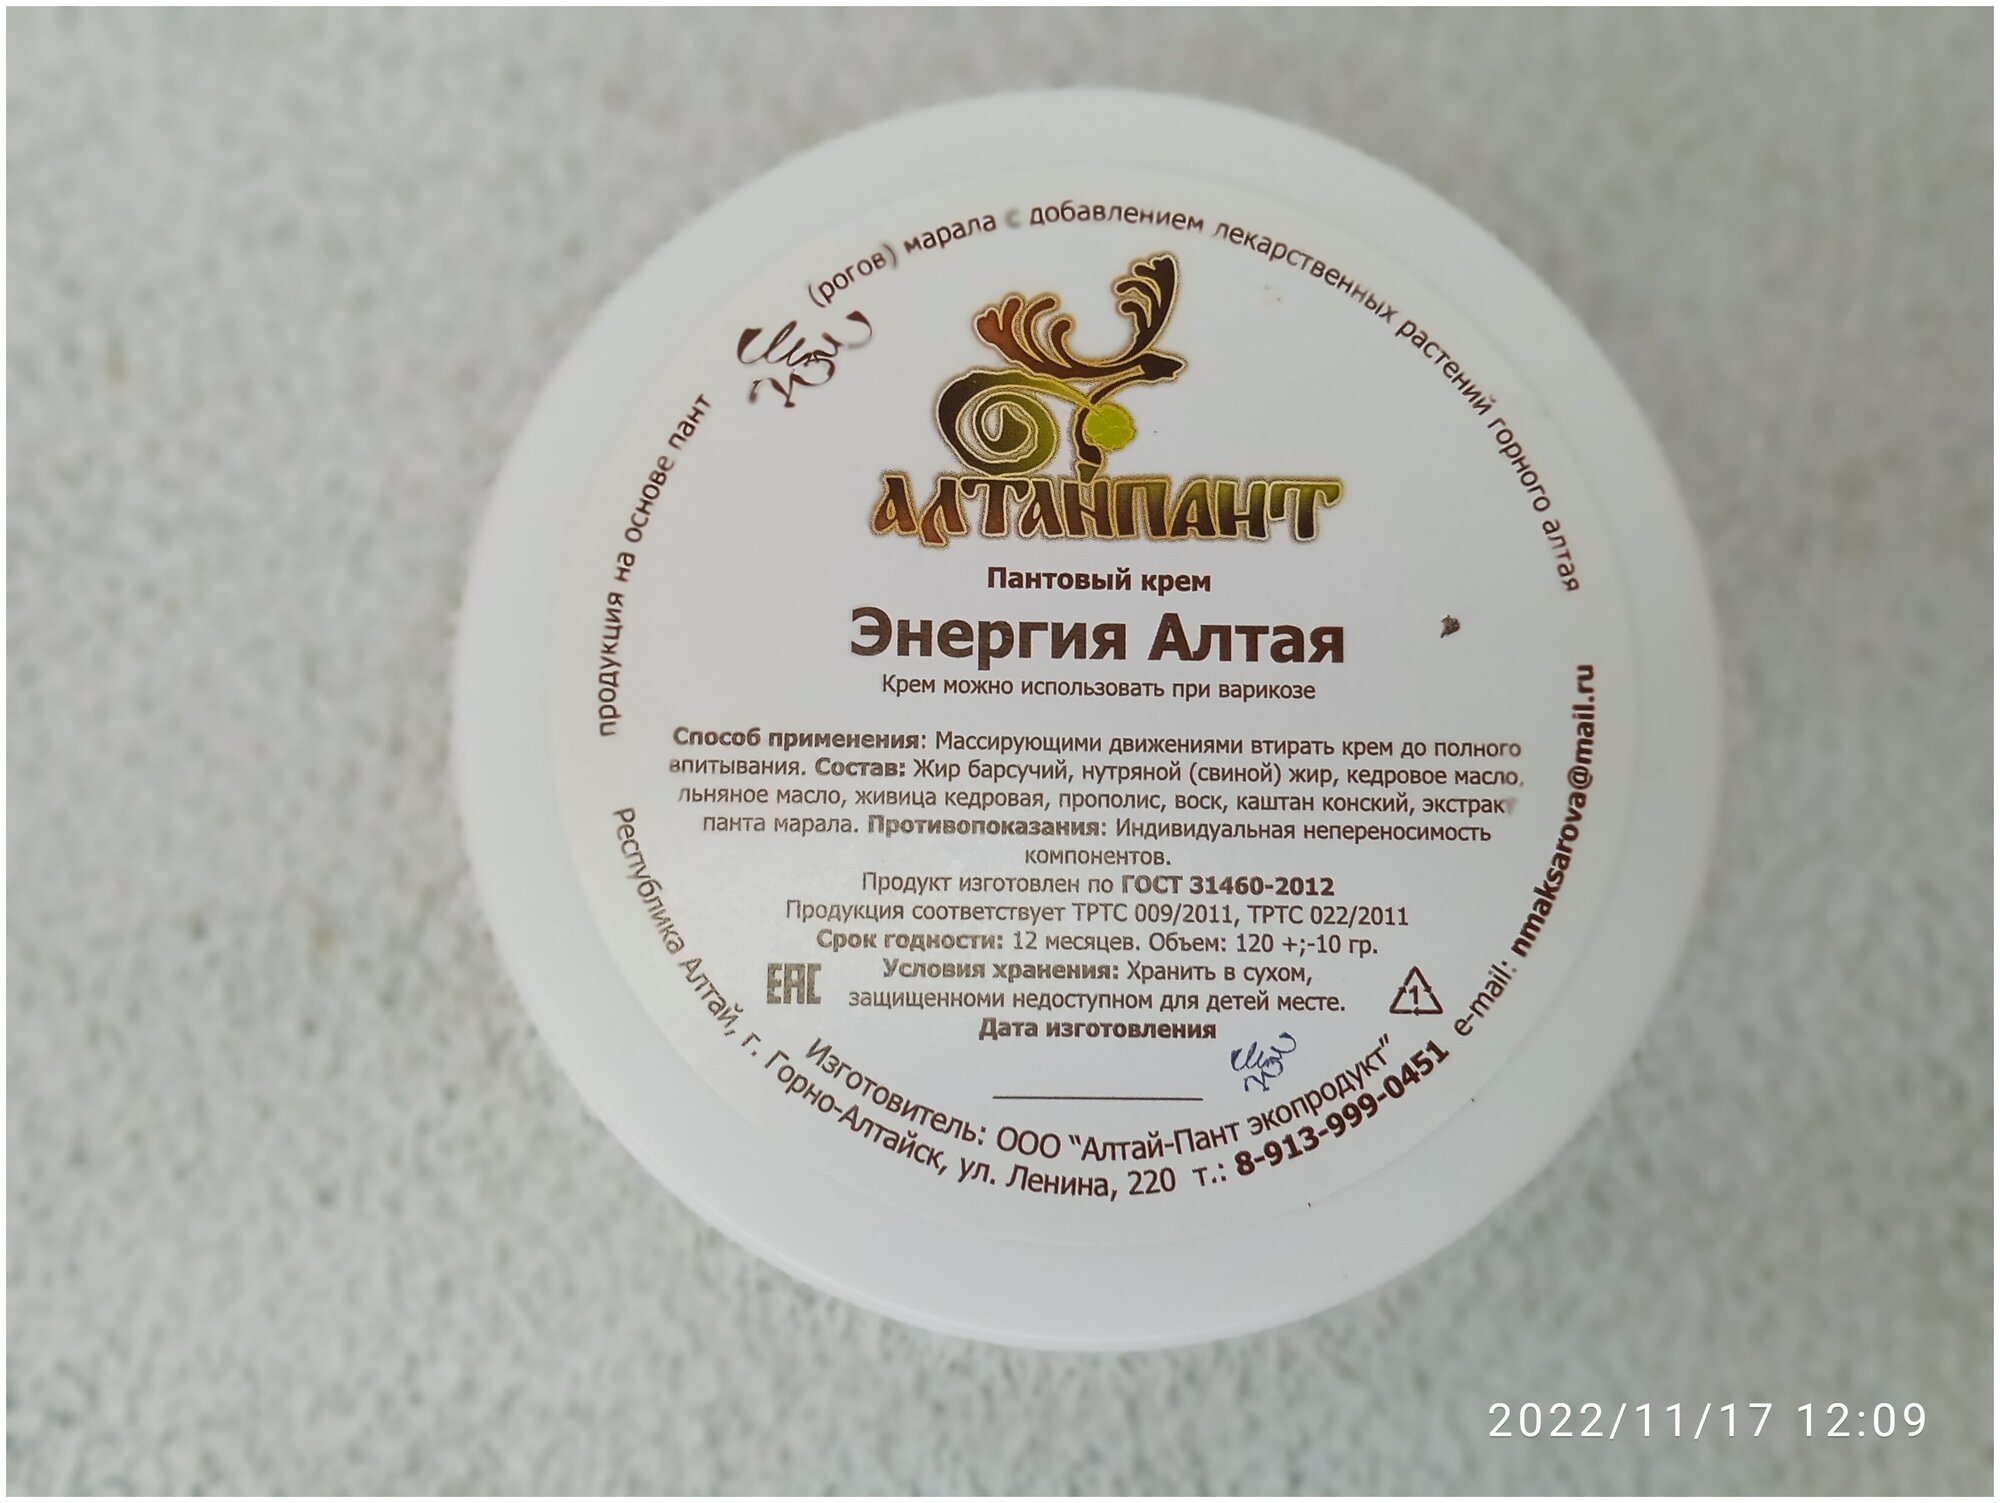 продукция на основе пант (рогов) марала с добавлением лекарственных растений горного алтая
АЛТАЙПАНТ
Пантовый крем
Энергия Алтая
Крем можно использовать при варикозе
Способ применения: Массирующими движениями втирать крем до полного
впитывания. Состав: Жир барсучий, нутряной (свиной) жир, кедровое масло,
льняное масло, живица кедровая, прополис, воск, каштан конский, экстракт
панта марала. Противопоказания: Индивидуальная непереносимость
компонентов.
Продукт изготовлен по ГОСТ 31460-2012
Продукция соответствует ТРТС 009/2011, ТРТС 022/2011
Срок годности: 12 месяцев. Объем: 120 +;-10 гр.
Условия хранения: Хранить в сухом,
защищенноми недоступном для детей месте.
EAC
1
Дата изготовления
Изготовитель: ООО "Алтай-Пант экопродукт"
Республика Алтай, г. Горно-Алтайск, ул. Ленина, 220 т.: 8-913-999-0451 e-mail: nmaksarova@mail.ru
2022/11/17 12:09